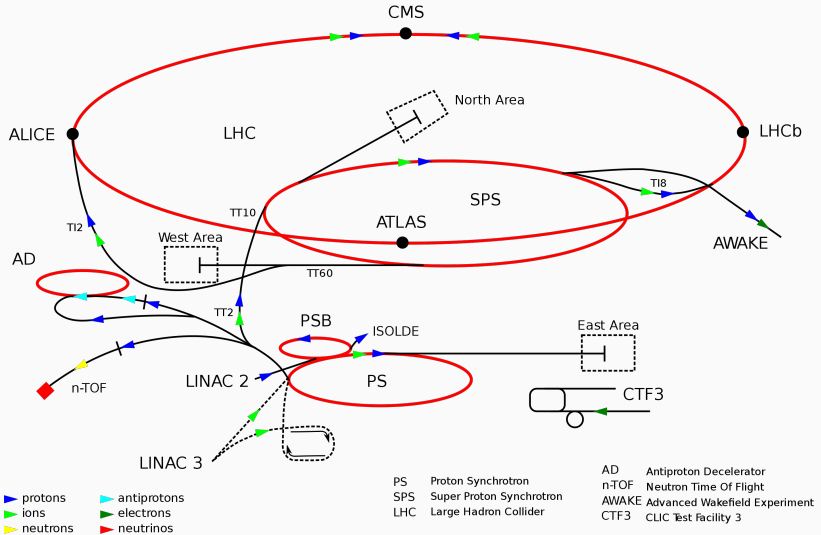 CMS
North Area
ALICE
LHC
LHCb
TI8
SPS
TT10
ATLAS
TI2
West Area
AWAKE
AD
TT60
TT2
PSB
ISOLDE
East Area
LINAC 2
PS
n-TOF
CTF3
LINAC 3
PS Proton Synchrotron
SPS Super Proton Synchrotron
LHC Large Hadron Collider
AD Antiproton Decelerator
n-TOF Neutron Time Of Flight
AWAKE Advanced Wakefield Experiment
CTF3 CLIC Test Facility 3
protons antiprotons
ions electrons
neutrons neutrinos